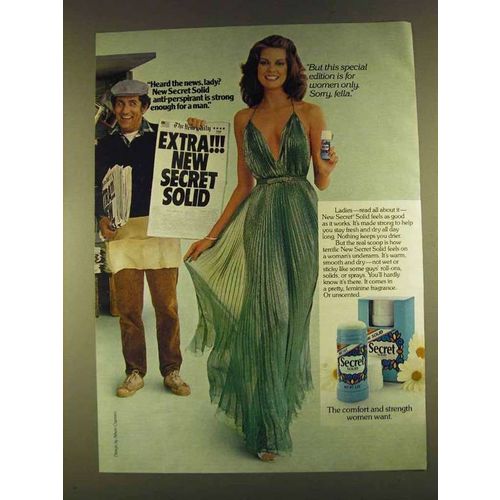 "Heard the news, lady?
New Secret Solid
anti-perspirant is strong
enough for a man."
"But this special
edition is for
women only.
Sorry, fella."
EXTRA!!!
NEW
SECRET
SOLID
Ladies—read all about it—
New Secret Solid feels as good
as it works. It's made strong to help
you stay fresh and dry all day
long. Nothing keeps you drier.
But the real scoop is how
terrific New Secret Solid feels on
a woman's underarms. It's warm,
smooth and dry—not wet or
sticky like some guys' roll-ons,
solids, or sprays. You'll hardly
know it's there. It comes in
a pretty, feminine fragrance.
Or unscented.
SOLID
Secret
Secret
SOLID
The comfort and strength
women want.